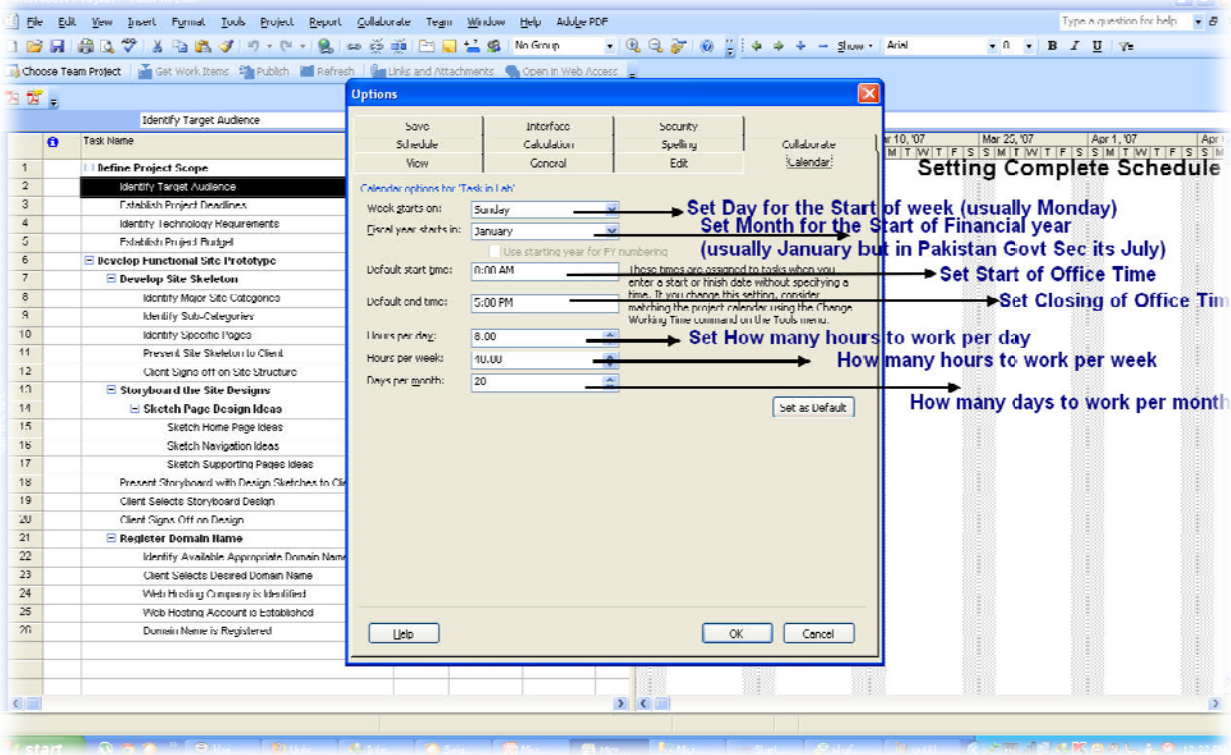 File Edit View Insert Format Tools Project Report Collaborate Team Window Help Adobe PDF
Type a question for help
No Group Show Arial B I U
Choose Team Project Get Work Items Publish Refresh Links and Attachments Open in Web Access
Options
Identify Target Audience
Save Interface Security
Schedule Calculation Spelling Collaborate
View General Edit Calendar
Task Name
Mar 25, '07 Apr 1, '07
M T W T F S S M T W T F S S M T W T F S S
Setting Complete Schedule
1 Define Project Scope
2 Identify Target Audience
3 Establish Project Deadlines
4 Identify Technology Requirements
5 Establish Project Budget
6 Develop Functional Site Prototype
7 Develop Site Skeleton
8 Identify Major Site Categories
9 Identify Sub-Categories
10 Identify Specific Pages
11 Present Site Skeleton to Client
12 Client Signs off on Site Structure
13 Storyboard the Site Designs
14 Sketch Page Design Ideas
15 Sketch Home Page Ideas
16 Sketch Navigation Ideas
17 Sketch Supporting Pages Ideas
18 Present Storyboard with Design Sketches to Clie
19 Client Selects Storyboard Design
20 Client Signs Off on Design
21 Register Domain Name
22 Identify Available Appropriate Domain Name
23 Client Selects Desired Domain Name
24 Web Hosting Company is Identified
25 Web Hosting Account is Established
26 Domain Name is Registered
Calendar options for 'Task in Lab'
Week starts on: Sunday
Set Day for the Start of week (usually Monday)
Fiscal year starts in: January
Set Month for the Start of Financial year
(usually January but in Pakistan Govt Sec its July)
Use starting year for FY numbering
Default start time:
Set Start of Office Time
These times are assigned to tasks when you
enter a start or finish date without specifying a
time. If you change this setting, consider
matching the project calendar using the Change
Working Time command on the Tools menu.
Default end time: 5:00 PM
Set Closing of Office Tim
Hours per day: 8.00
Set How many hours to work per day
Hours per week: 40.00
How many hours to work per week
Days per month: 20
How many days to work per month
Set as Default
Help OK Cancel
start